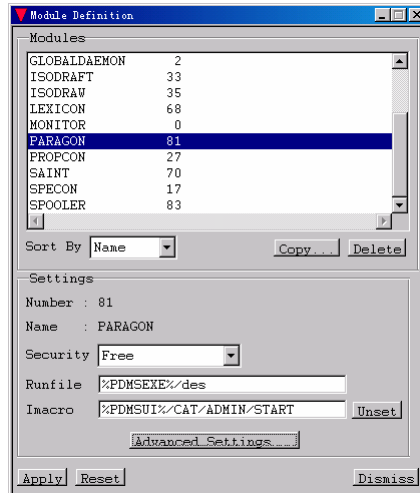 Module Definition
Modules
GLOBALDAEMON 2
ISODRAFT 33
ISODRAW 35
LEXICON 68
MONITOR 0
PARAGON 81
PROPCON 27
SAINT 70
SPECON 17
SPOOLER 83
Sort By Name Copy... Delete
Settings
Number : 81
Name : PARAGON
Security Free
Runfile %PDMSEXE%/des
Imacro %PDMSUI%/CAT/ADMIN/START Unset
Advanced Settings...
Apply Reset Dismiss